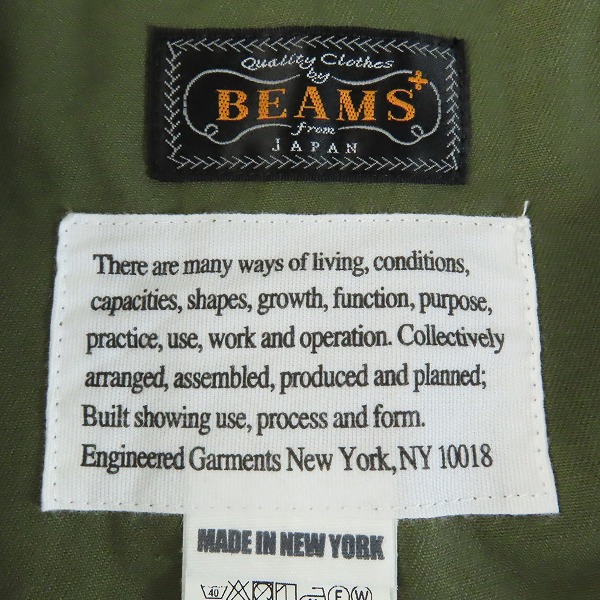 Quality Clothes
by
BEAMS+
from
JAPAN
There are many ways of living, conditions,
capacities, shapes, growth, function, purpose,
practice, use, work and operation. Collectively
arranged, assembled, produced and planned;
Built showing use, process and form.
Engineered Garments New York, NY 10018
MADE IN NEW YORK
40 F W